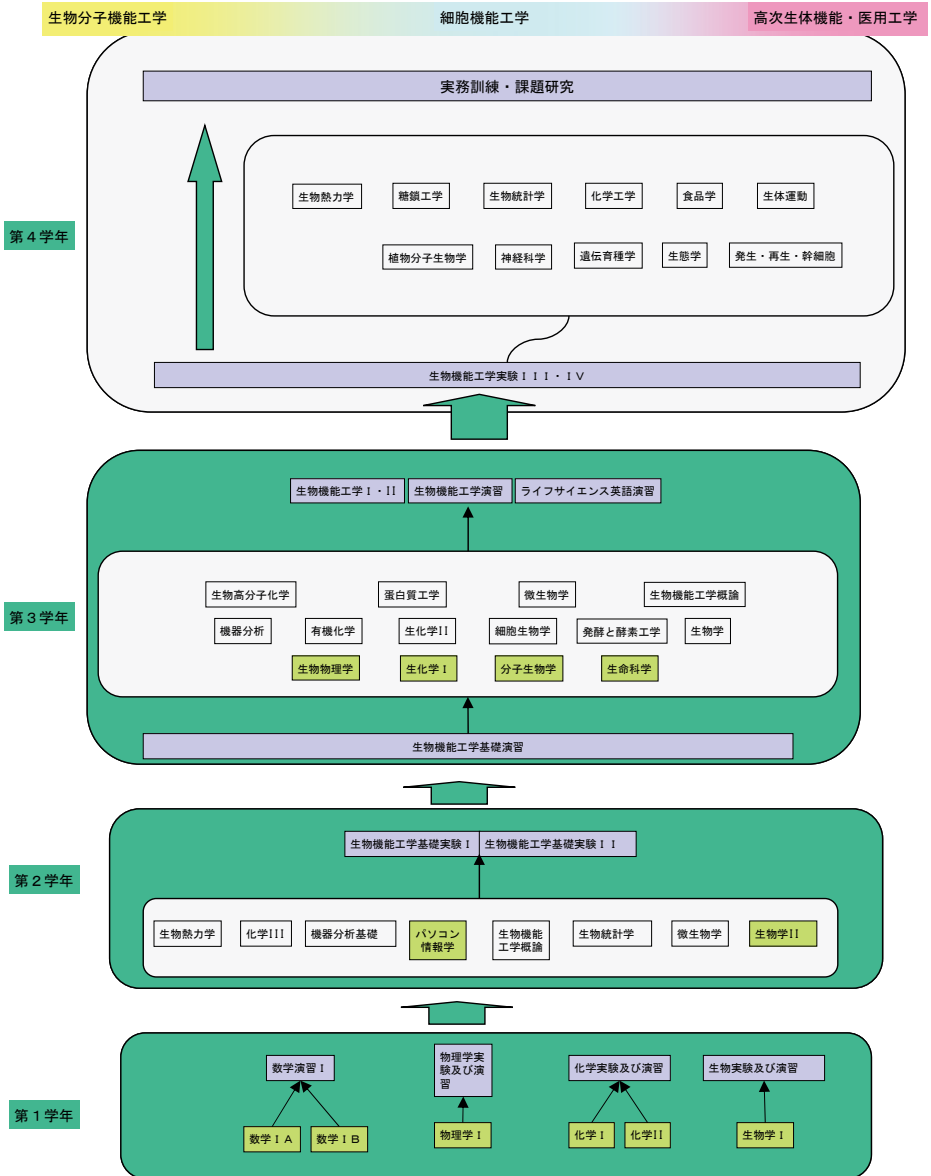 生物分子機能工学 細胞機能工学 高次生体機能・医用工学
実務訓練・課題研究
生物熱力学 糖鎖工学 生物統計学 化学工学 食品学 生体運動
第４学年
植物分子生物学 神経科学 遺伝育種学 生態学 発生・再生・幹細胞
生物機能工学実験ＩＩＩ・ＩＶ
生物機能工学Ｉ・II 生物機能工学演習 ライフサイエンス英語演習
生物高分子化学 蛋白質工学 微生物学 生物機能工学概論
第３学年
機器分析 有機化学 生化学II 細胞生物学 発酵と酵素工学 生物学
生物物理学 生化学Ｉ 分子生物学 生命科学
生物機能工学基礎演習
生物機能工学基礎実験Ｉ 生物機能工学基礎実験ＩＩ
第２学年
生物熱力学 化学III 機器分析基礎 パソコン
情報学
生物機能
工学概論
生物統計学 微生物学 生物学II
数学演習Ｉ
物理学実
験及び演
習
化学実験及び演習 生物実験及び演習
第１学年
数学ＩＡ 数学ＩＢ 物理学Ｉ 化学Ｉ 化学II 生物学Ｉ